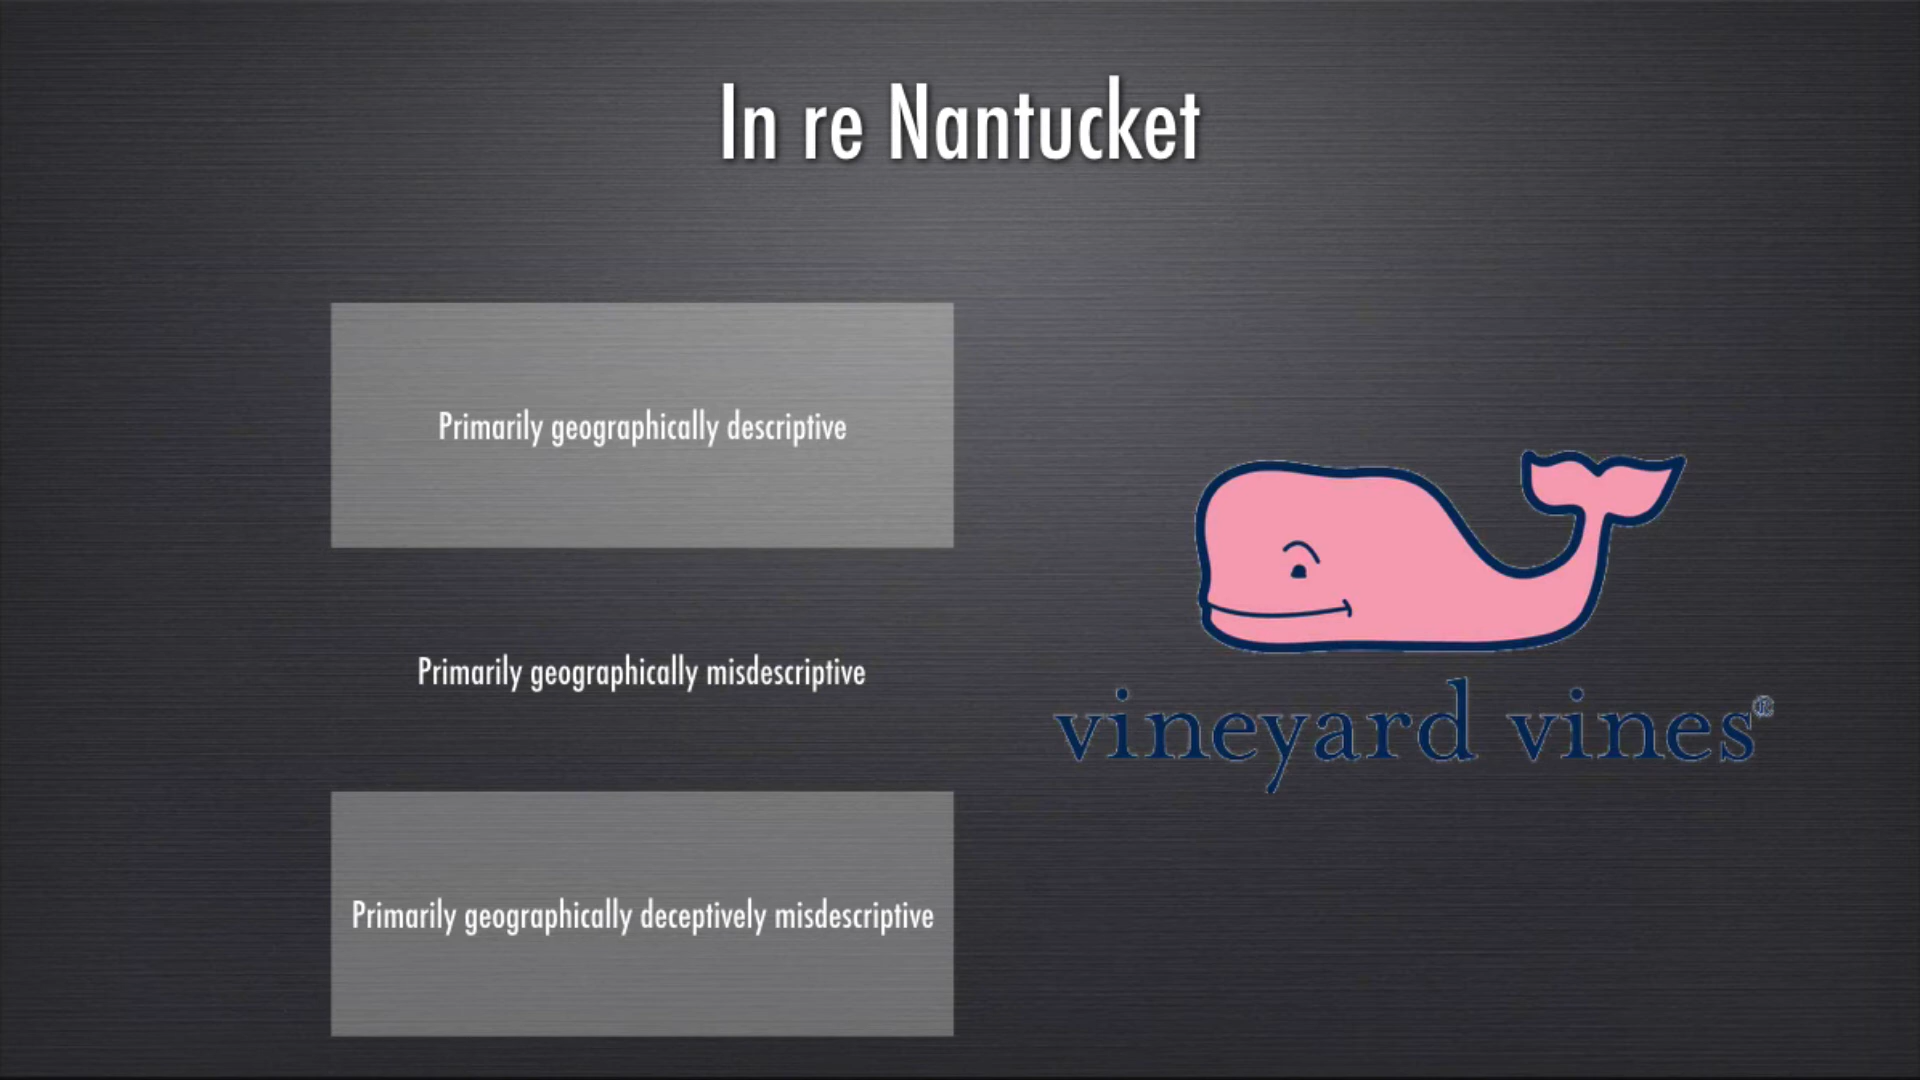 In re Nantucket
Primarily geographically descriptive
Primarily geographically misdescriptive
Primarily geographically deceptively misdescriptive
vineyard vines®